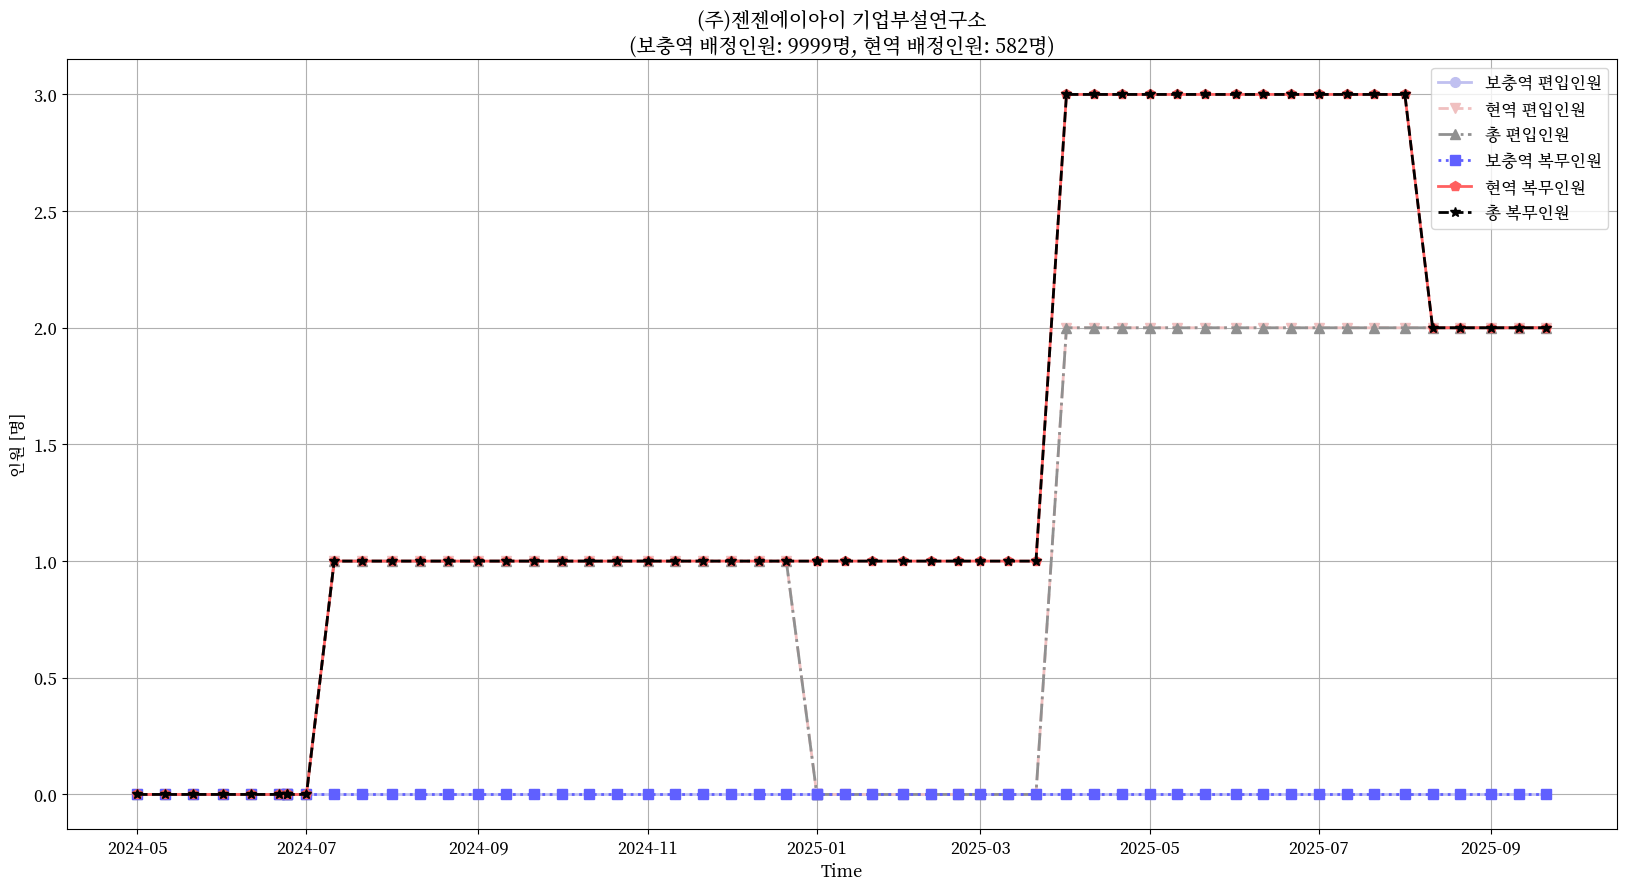 (주)젠젠에이아이 기업부설연구소
(보충역 배정인원: 9999명, 현역 배정인원: 582명)
보충역 편입인원
현역 편입인원
총 편입인원
보충역 복무인원
현역 복무인원
총 복무인원
3.0
2.5
2.0
1.5
1.0
0.5
0.0
인원 [명]
2024-05 2024-07 2024-09 2024-11 2025-01 2025-03 2025-05 2025-07 2025-09
Time